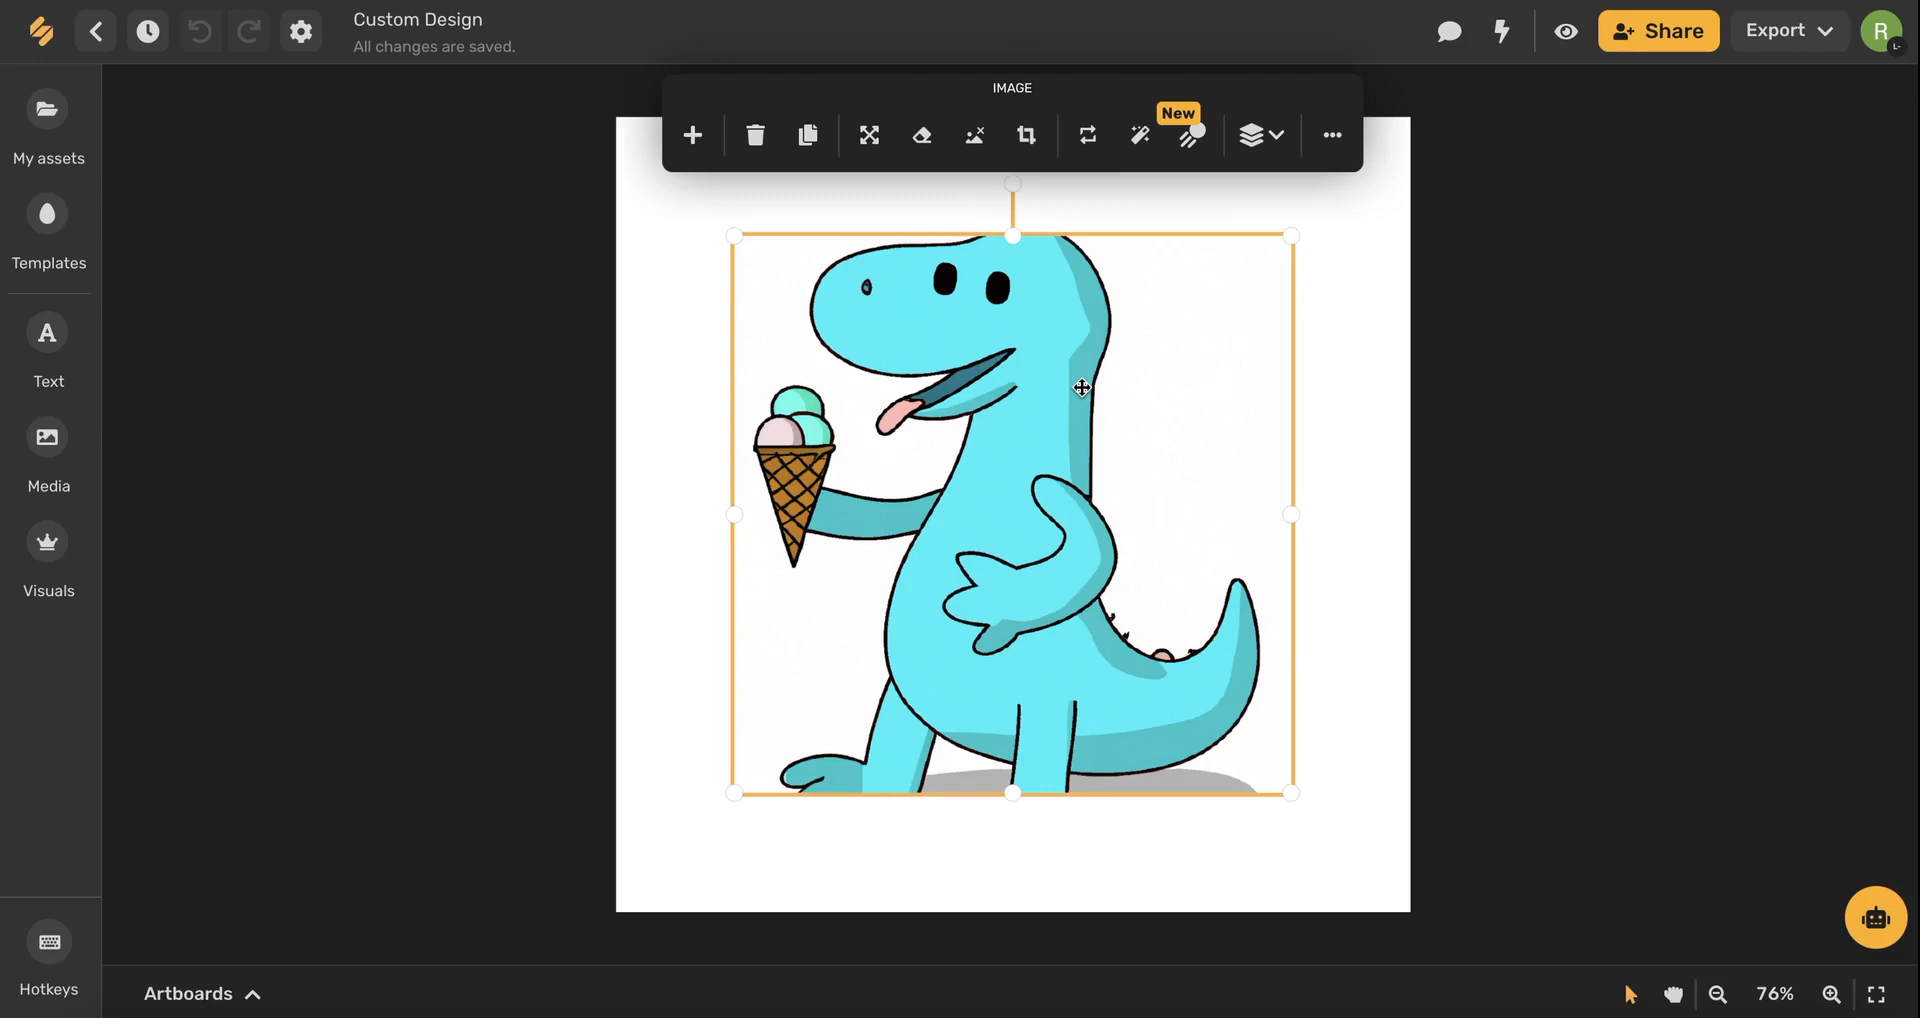 Custom Design
All changes are saved.
Share
Export
R
L-
IMAGE
New
My assets
Templates
A
Text
Media
Visuals
Hotkeys
Artboards
76%